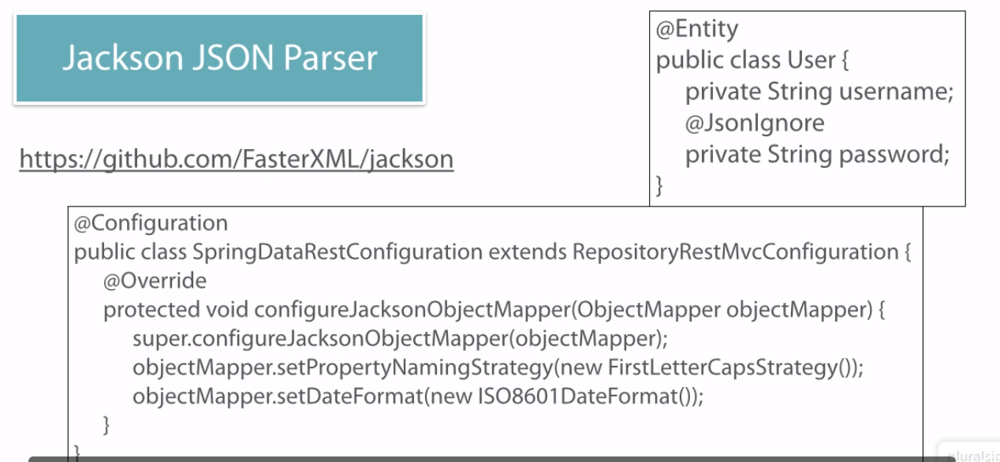 Jackson JSON Parser
https://github.com/FasterXML/jackson
@Entity
public class User {
private String username;
@JsonIgnore
private String password;
}
@Configuration
public class SpringDataRestConfiguration extends RepositoryRestMvcConfiguration {
@Override
protected void configureJacksonObjectMapper(ObjectMapper objectMapper) {
super.configureJacksonObjectMapper(objectMapper);
objectMapper.setPropertyNamingStrategy(new FirstLetterCapsStrategy());
objectMapper.setDateFormat(new ISO8601DateFormat());
}
}